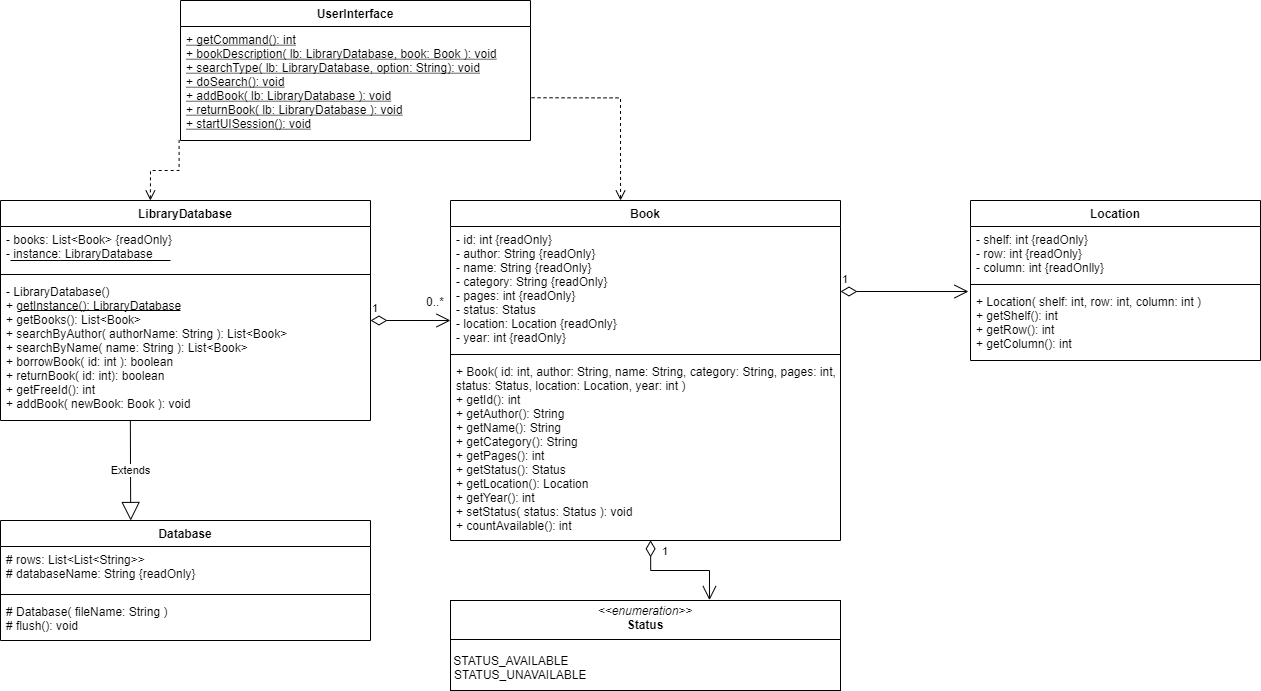 UserInterface
+ getCommand(): int
+ bookDescription( lb: LibraryDatabase, book: Book ): void
+ searchType( lb: LibraryDatabase, option: String): void
+ doSearch(): void
+ addBook( lb: LibraryDatabase ): void
+ returnBook( lb: LibraryDatabase ): void
+ startUISession(): void
LibraryDatabase
- books: List<Book> {readOnly}
- instance: LibraryDatabase
- LibraryDatabase()
+ getInstance(): LibraryDatabase
+ getBooks(): List<Book>
+ searchByAuthor( authorName: String ): List<Book>
+ searchByName( name: String ): List<Book>
+ borrowBook( id: int ): boolean
+ returnBook( id: int): boolean
+ getFreeId(): int
+ addBook( newBook: Book ): void
1
0..*
Book
- id: int {readOnly}
- author: String {readOnly}
- name: String {readOnly}
- category: String {readOnly}
- pages: int {readOnly}
- status: Status
- location: Location {readOnly}
- year: int {readOnly}
+ Book( id: int, author: String, name: String, category: String, pages: int,
status: Status, location: Location, year: int )
+ getId(): int
+ getAuthor(): String
+ getName(): String
+ getCategory(): String
+ getPages(): int
+ getStatus(): Status
+ getLocation(): Location
+ getYear(): int
+ setStatus( status: Status ): void
+ countAvailable(): int
1
Location
- shelf: int {readOnly}
- row: int {readOnly}
- column: int {readOnlly}
+ Location( shelf: int, row: int, column: int )
+ getShelf(): int
+ getRow(): int
+ getColumn(): int
Extends
Database
# rows: List<List<String>>
# databaseName: String {readOnly}
# Database( fileName: String )
# flush(): void
1
<<enumeration>>
Status
STATUS_AVAILABLE
STATUS_UNAVAILABLE